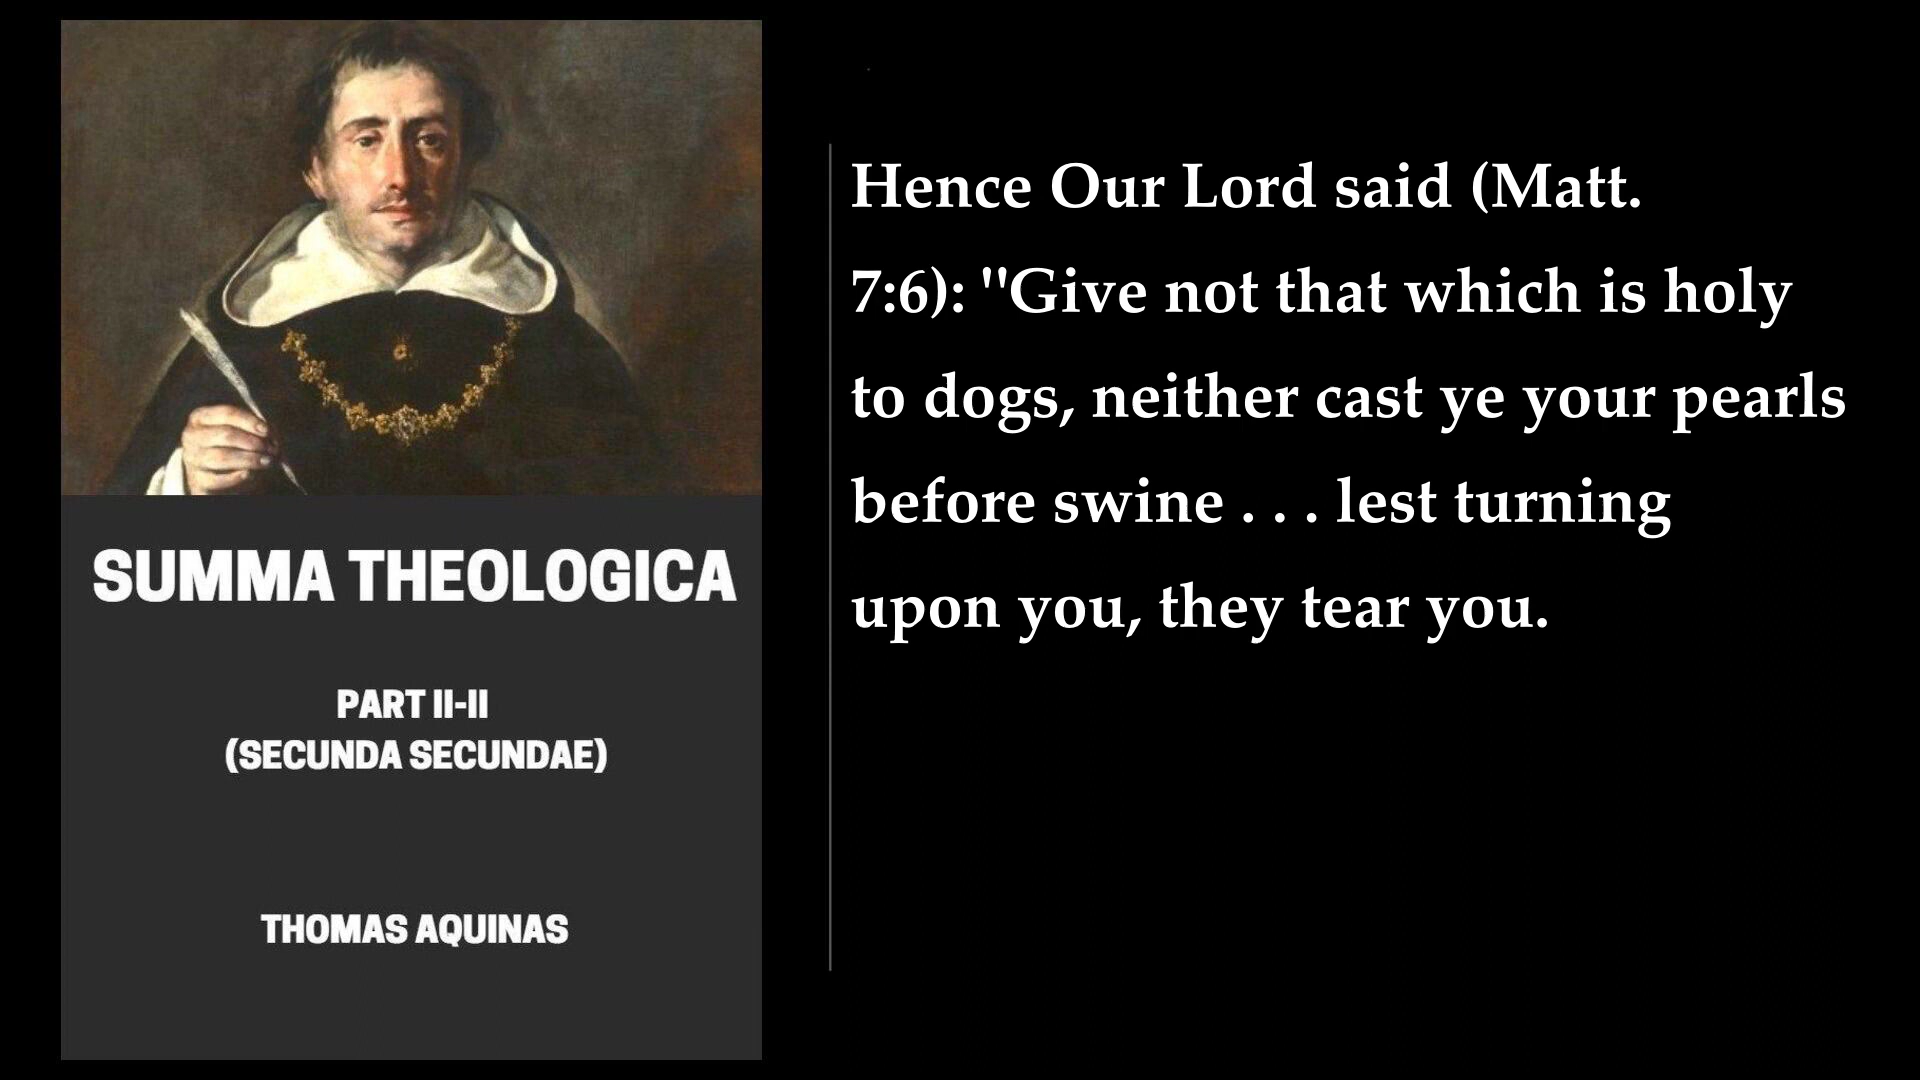 SUMMA THEOLOGICA
PART II-II
(SECUNDA SECUNDAE)
THOMAS AQUINAS
Hence Our Lord said (Matt.
7:6): "Give not that which is holy
to dogs, neither cast ye your pearls
before swine . . . lest turning
upon you, they tear you.